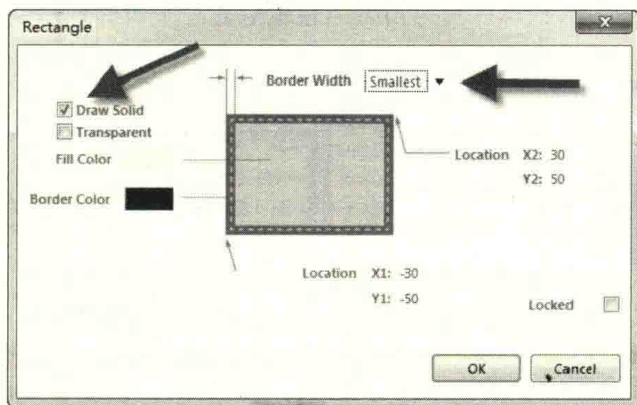 Rectangle
Border Width Smallest
Draw Solid
Transparent
Fill Color
Location X2: 30
Y2: 50
Border Color
Location X1: -30
Y1: -50
Locked
OK Cancel